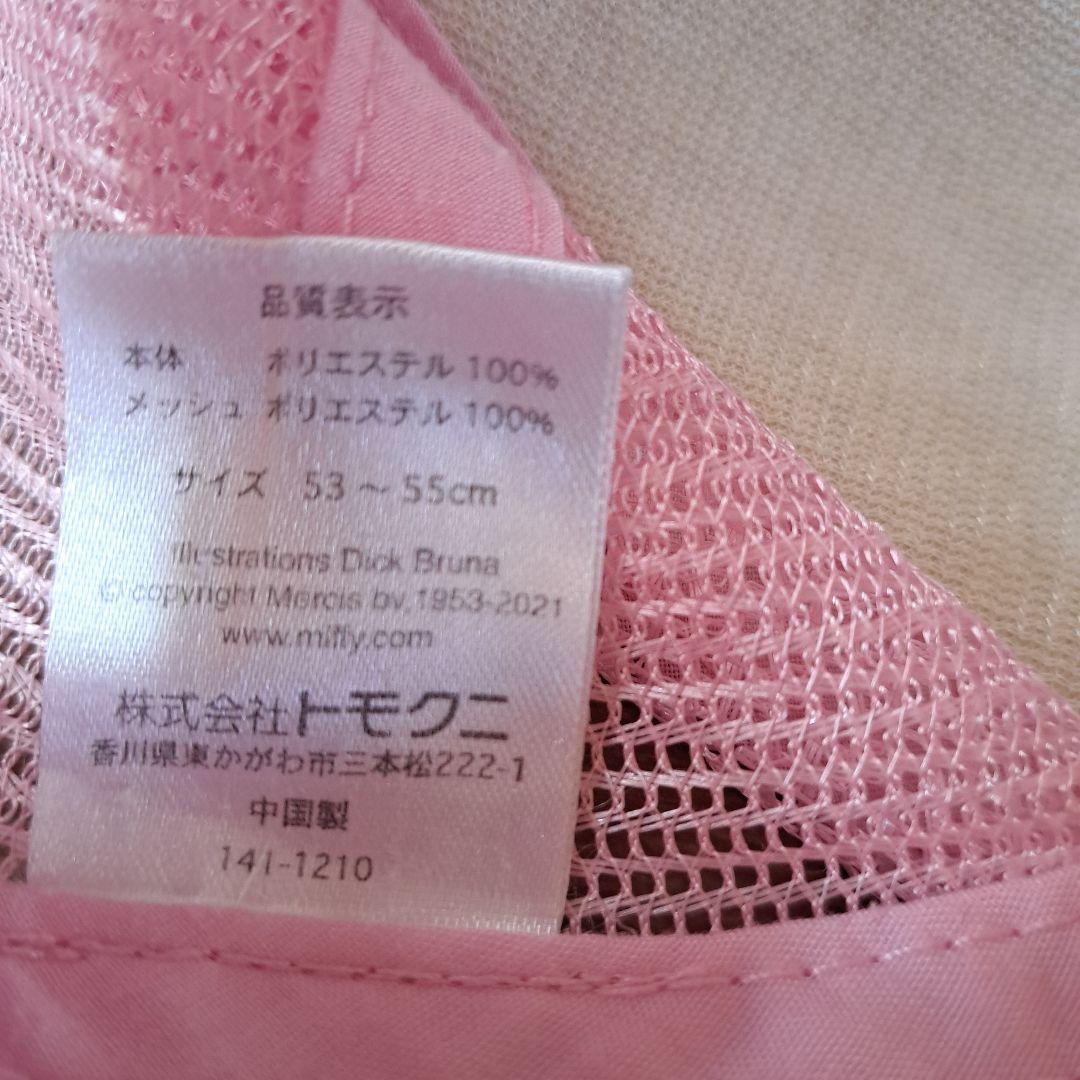 品質表示
本体 ポリエステル 100%
メッシュ ポリエステル 100%
サイズ 53 ～ 55cm
Illustrations Dick Bruna
© copyright Mercis bv, 1953-2021
www.miffy.com
株式会社トモクニ
香川県東かがわ市三本松222-1
中国製
141-1210